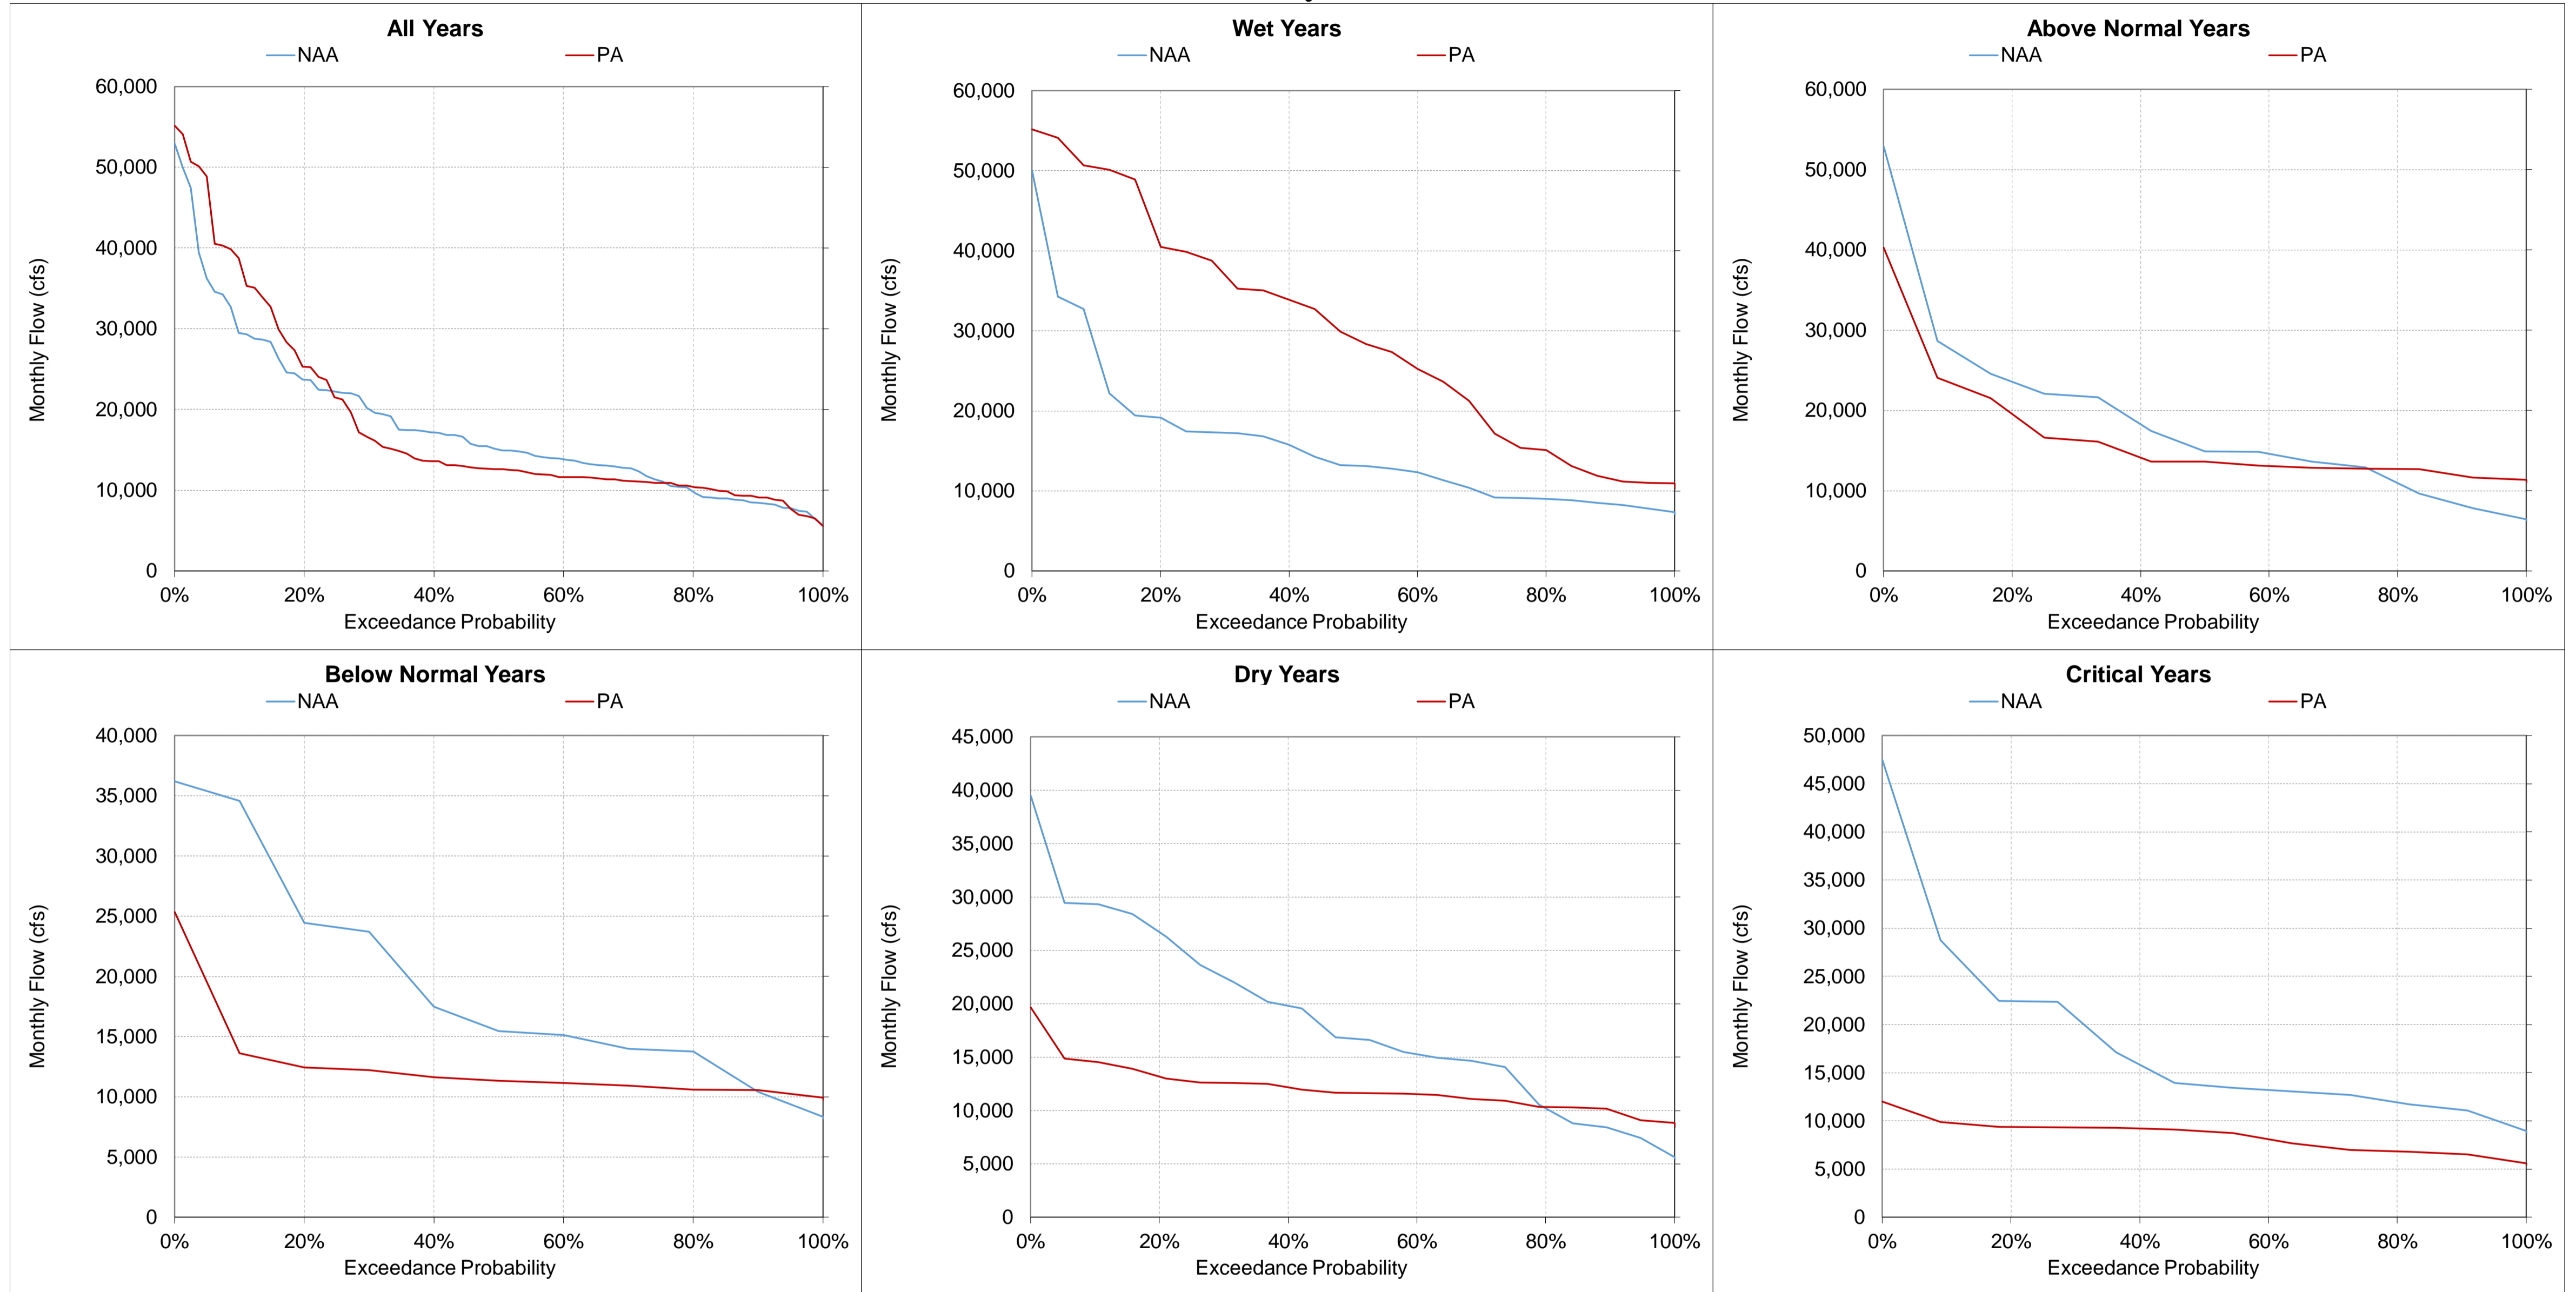 All Years
NAA PA
60,000
50,000
40,000
30,000
20,000
10,000
0
Monthly Flow (cfs)
0% 20% 40% 60% 80% 100%
Exceedance Probability
Wet Years
NAA PA
60,000
50,000
40,000
30,000
20,000
10,000
0
Monthly Flow (cfs)
0% 20% 40% 60% 80% 100%
Exceedance Probability
Above Normal Years
NAA PA
60,000
50,000
40,000
30,000
20,000
10,000
0
Monthly Flow (cfs)
0% 20% 40% 60% 80% 100%
Exceedance Probability
Below Normal Years
NAA PA
40,000
35,000
30,000
25,000
20,000
15,000
10,000
5,000
0
Monthly Flow (cfs)
0% 20% 40% 60% 80% 100%
Exceedance Probability
Dry Years
NAA PA
45,000
40,000
35,000
30,000
25,000
20,000
15,000
10,000
5,000
0
Monthly Flow (cfs)
0% 20% 40% 60% 80% 100%
Exceedance Probability
Critical Years
NAA PA
50,000
45,000
40,000
35,000
30,000
25,000
20,000
15,000
10,000
5,000
0
Monthly Flow (cfs)
0% 20% 40% 60% 80% 100%
Exceedance Probability